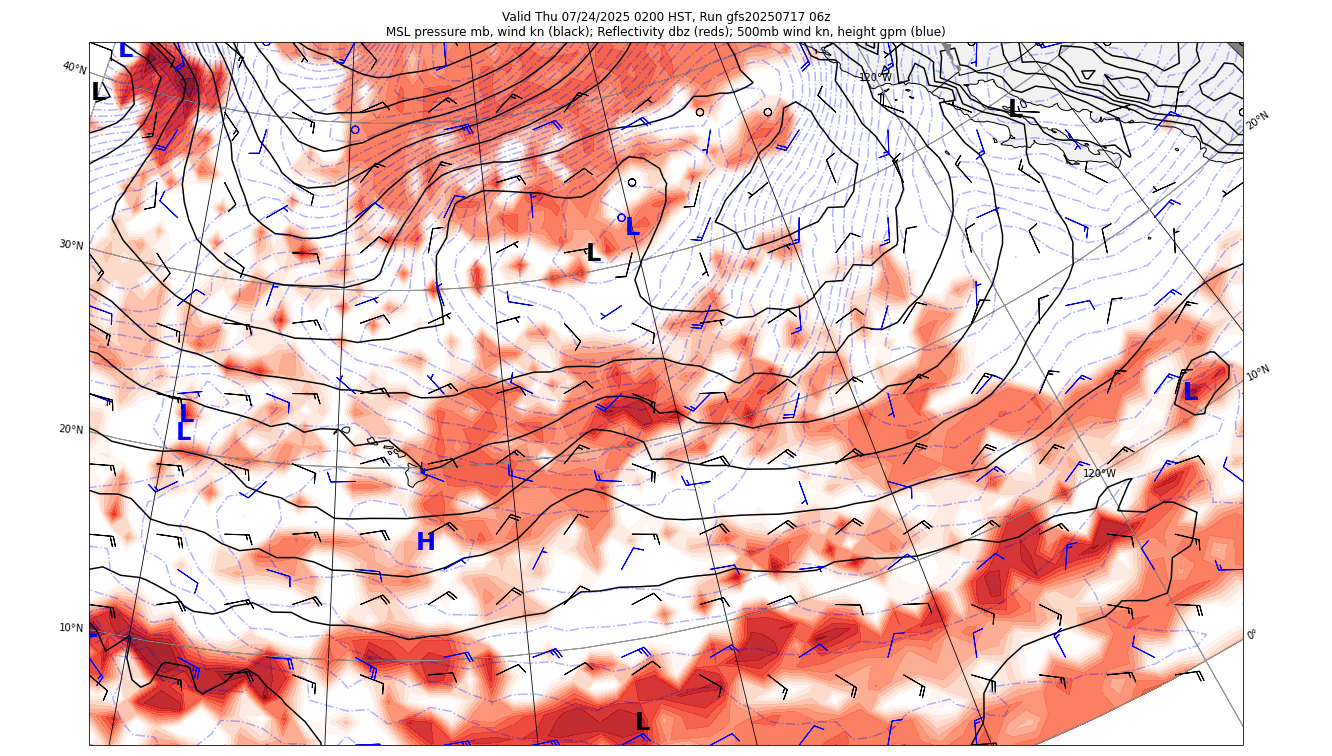 Valid Thu 07/24/2025 0200 HST, Run gfs20250717 06z
MSL pressure mb, wind kn (black); Reflectivity dbz (reds); 500mb wind kn, height gpm (blue)
L
40°N
L
120°W
L
20°N
30°N
L
L
10°N
L
L
20°N
L
120°W
H
10°N
0°
L